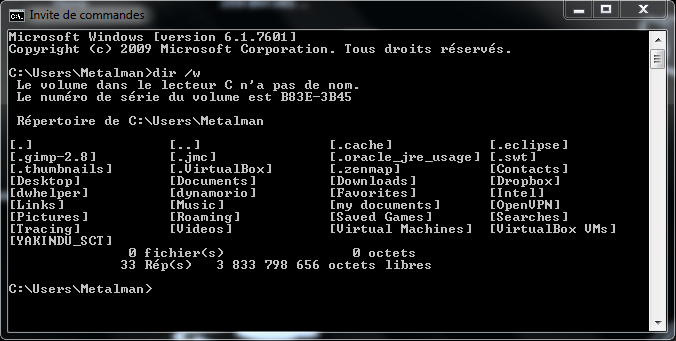 Invite de commandes
Microsoft Windows [version 6.1.7601]
Copyright (c) 2009 Microsoft Corporation. Tous droits réservés.
C:\Users\Metalman>dir /w
Le volume dans le lecteur C n'a pas de nom.
Le numéro de série du volume est B83E-3B45
Répertoire de C:\Users\Metalman
[.] [..] [.cache] [.eclipse]
[.gimp-2.8] [.jmc] [.oracle_jre_usage] [.swt]
[.thumbnails] [.VirtualBox] [.zenmap] [Contacts]
[Desktop] [Documents] [Downloads] [Dropbox]
[dwhelper] [dynamorio] [Favorites] [Intel]
[Links] [Music] [my documents] [OpenVPN]
[Pictures] [Roaming] [Saved Games] [Searches]
[Tracing] [Videos] [Virtual Machines] [VirtualBox VMs]
[YAKINDU_SCT]
0 fichier(s) 0 octets
33 Rép(s) 3 833 798 656 octets libres
C:\Users\Metalman>